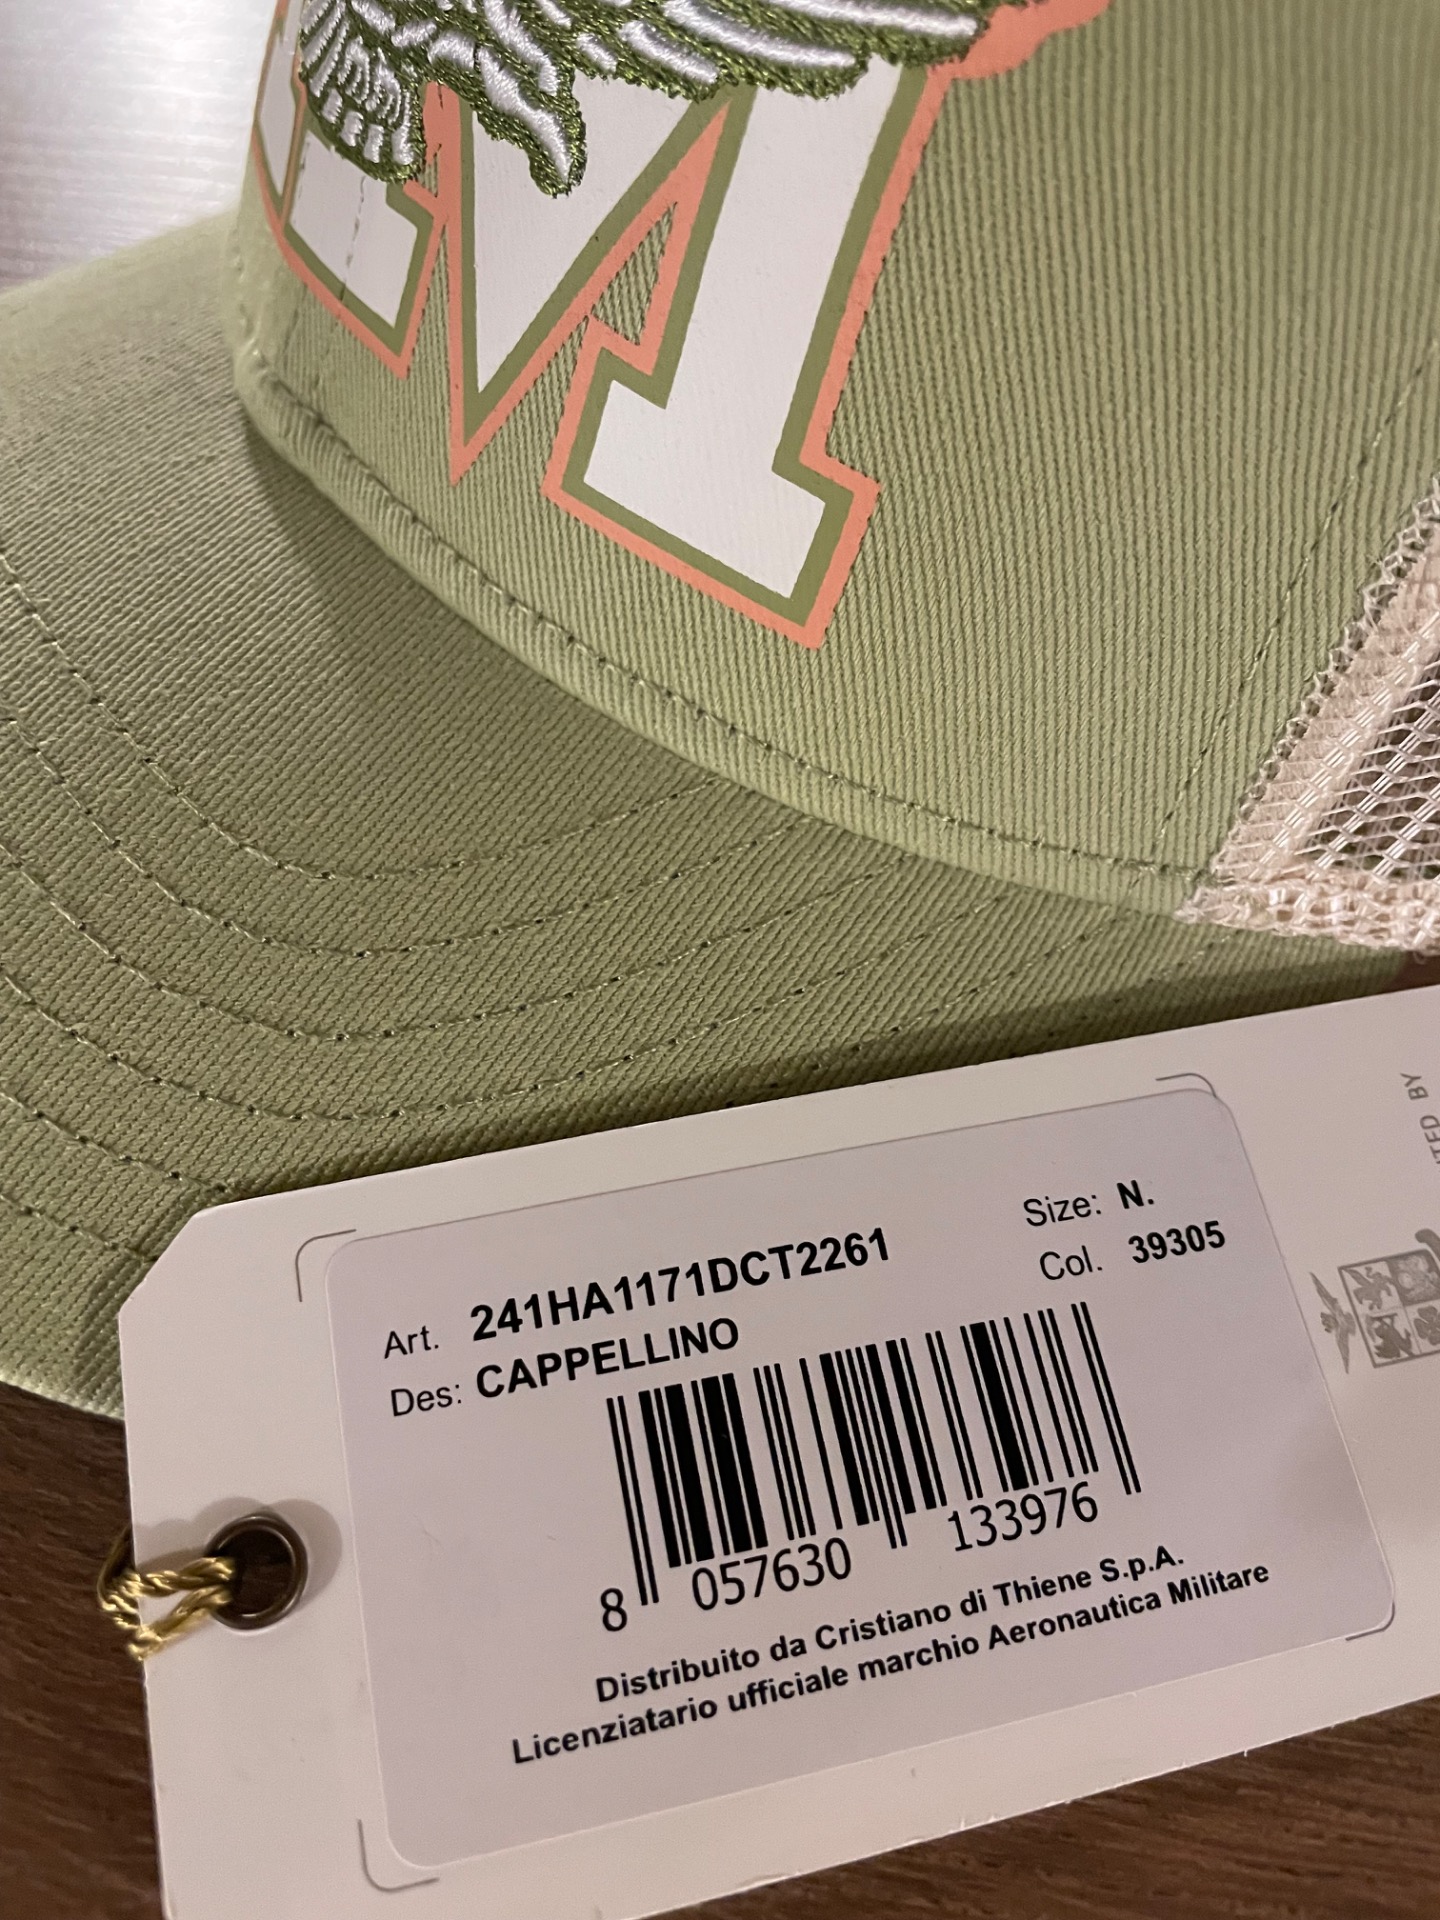 M
Art. 241HA1171DCT2261
Size: N.
Des: CAPPELLINO
Col. 39305
8 057630 133976
Distribuito da Cristiano di Thiene S.p.A.
Licenziatario ufficiale marchio Aeronautica Militare
BY